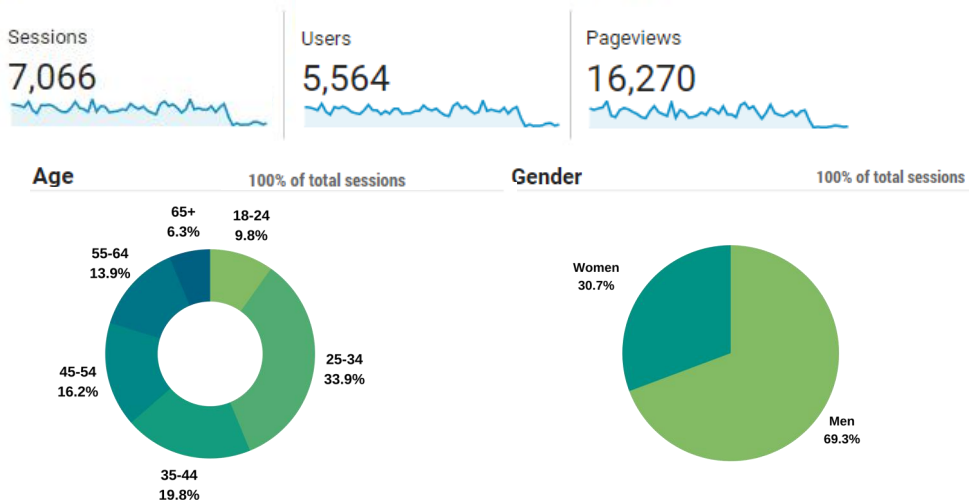 Sessions
7,066
Users
5,564
Pageviews
16,270
Age
100% of total sessions
65+
6.3%
18-24
9.8%
55-64
13.9%
25-34
33.9%
45-54
16.2%
35-44
19.8%
Gender
100% of total sessions
Women
30.7%
Men
69.3%